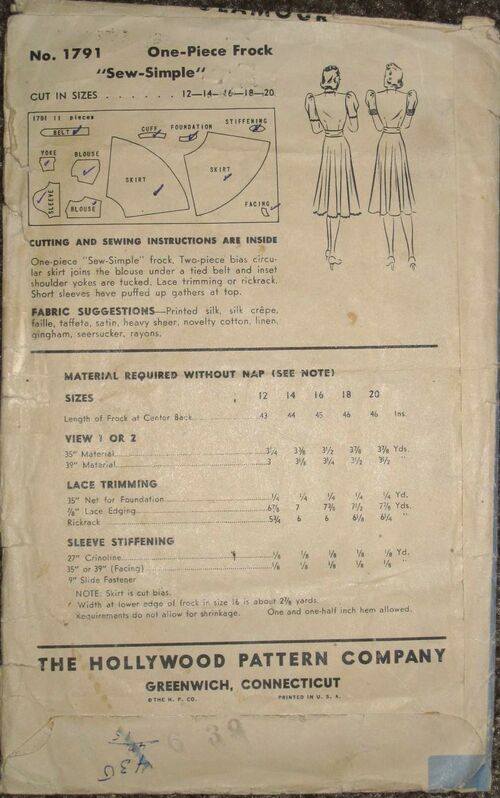 GLAMOUR
No. 1791 One-Piece Frock
"Sew-Simple"
CUT IN SIZES . . . . . . 12—14—16—18—20
1791 11 pieces
BELT
CUFF
FOUNDATION
STIFFENING
YOKE
BLOUSE
SKIRT
SKIRT
SLEEVE
BLOUSE
FACING
CUTTING AND SEWING INSTRUCTIONS ARE INSIDE
One-piece "Sew-Simple" frock. Two-piece bias circu-
lar skirt joins the blouse under a tied belt and inset
shoulder yokes are tucked. Lace trimming or rickrack.
Short sleeves have puffed up gathers at top.
FABRIC SUGGESTIONS—Printed silk, silk crêpe,
faille, taffeta, satin, heavy sheer, novelty cotton, linen,
gingham, seersucker, rayons.
MATERIAL REQUIRED WITHOUT NAP (SEE NOTE)
SIZES 12 14 16 18 20
Length of Frock at Center Back 43 44 45 46 46 Ins.
VIEW 1 OR 2
35" Material 3¼ 3⅜ 3½ 3⅞ 3⅞ Yds.
39" Material 3 3⅛ 3¼ 3½ 3½ "
LACE TRIMMING
35" Net for Foundation ¼ ¼ ¼ ¼ ¼ Yd.
⅞" Lace Edging 6⅞ 7 7⅜ 7½ 7⅞ Yds.
Rickrack 5¾ 6 6 6⅛ 6¼ "
SLEEVE STIFFENING
27" Crinoline ⅛ ⅛ ⅛ ⅛ ⅛ Yd.
35" or 39" (Facing) ⅛ ⅛ ⅛ ⅛ ⅛ "
9" Slide Fastener
NOTE: Skirt is cut bias.
Width at lower edge of frock in size 16 is about 2⅞ yards.
Requirements do not allow for shrinkage. One and one-half inch hem allowed.
THE HOLLYWOOD PATTERN COMPANY
GREENWICH, CONNECTICUT
© THE H. P. CO. PRINTED IN U. S. A.
6 38